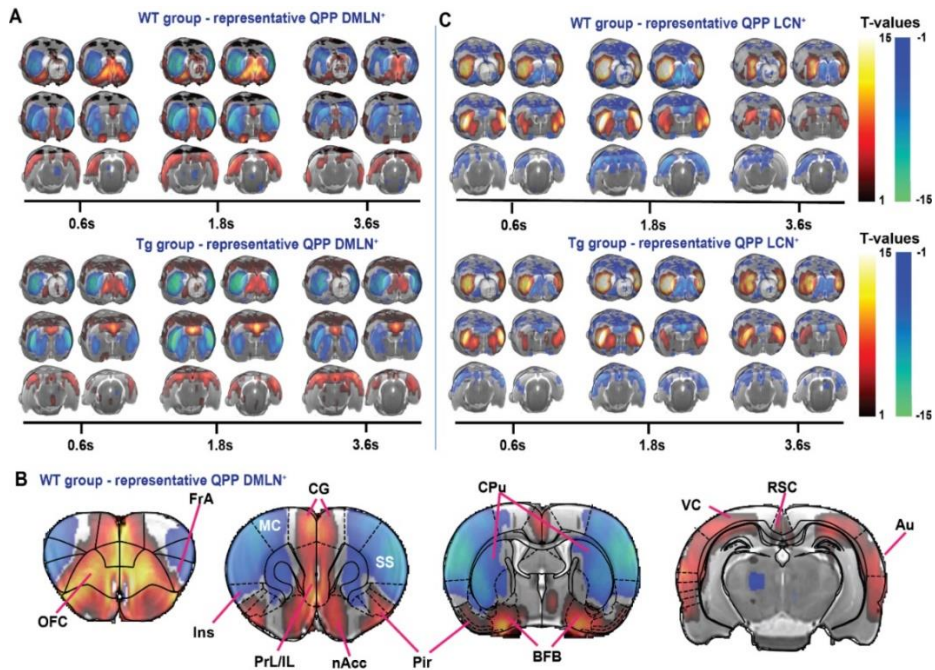 A
WT group - representative QPP DMLN⁺
0.6s
1.8s
3.6s
Tg group - representative QPP DMLN⁺
0.6s
1.8s
3.6s
C
WT group - representative QPP LCN⁺
0.6s
1.8s
3.6s
Tg group - representative QPP LCN⁺
0.6s
1.8s
3.6s
T-values
15
-1
1
-15
T-values
15
-1
1
-15
B WT group - representative QPP DMLN⁺
FrA
OFC
CG
MC
SS
Ins
PrL/IL
nAcc
Pir
CPu
BFB
RSC
VC
Au